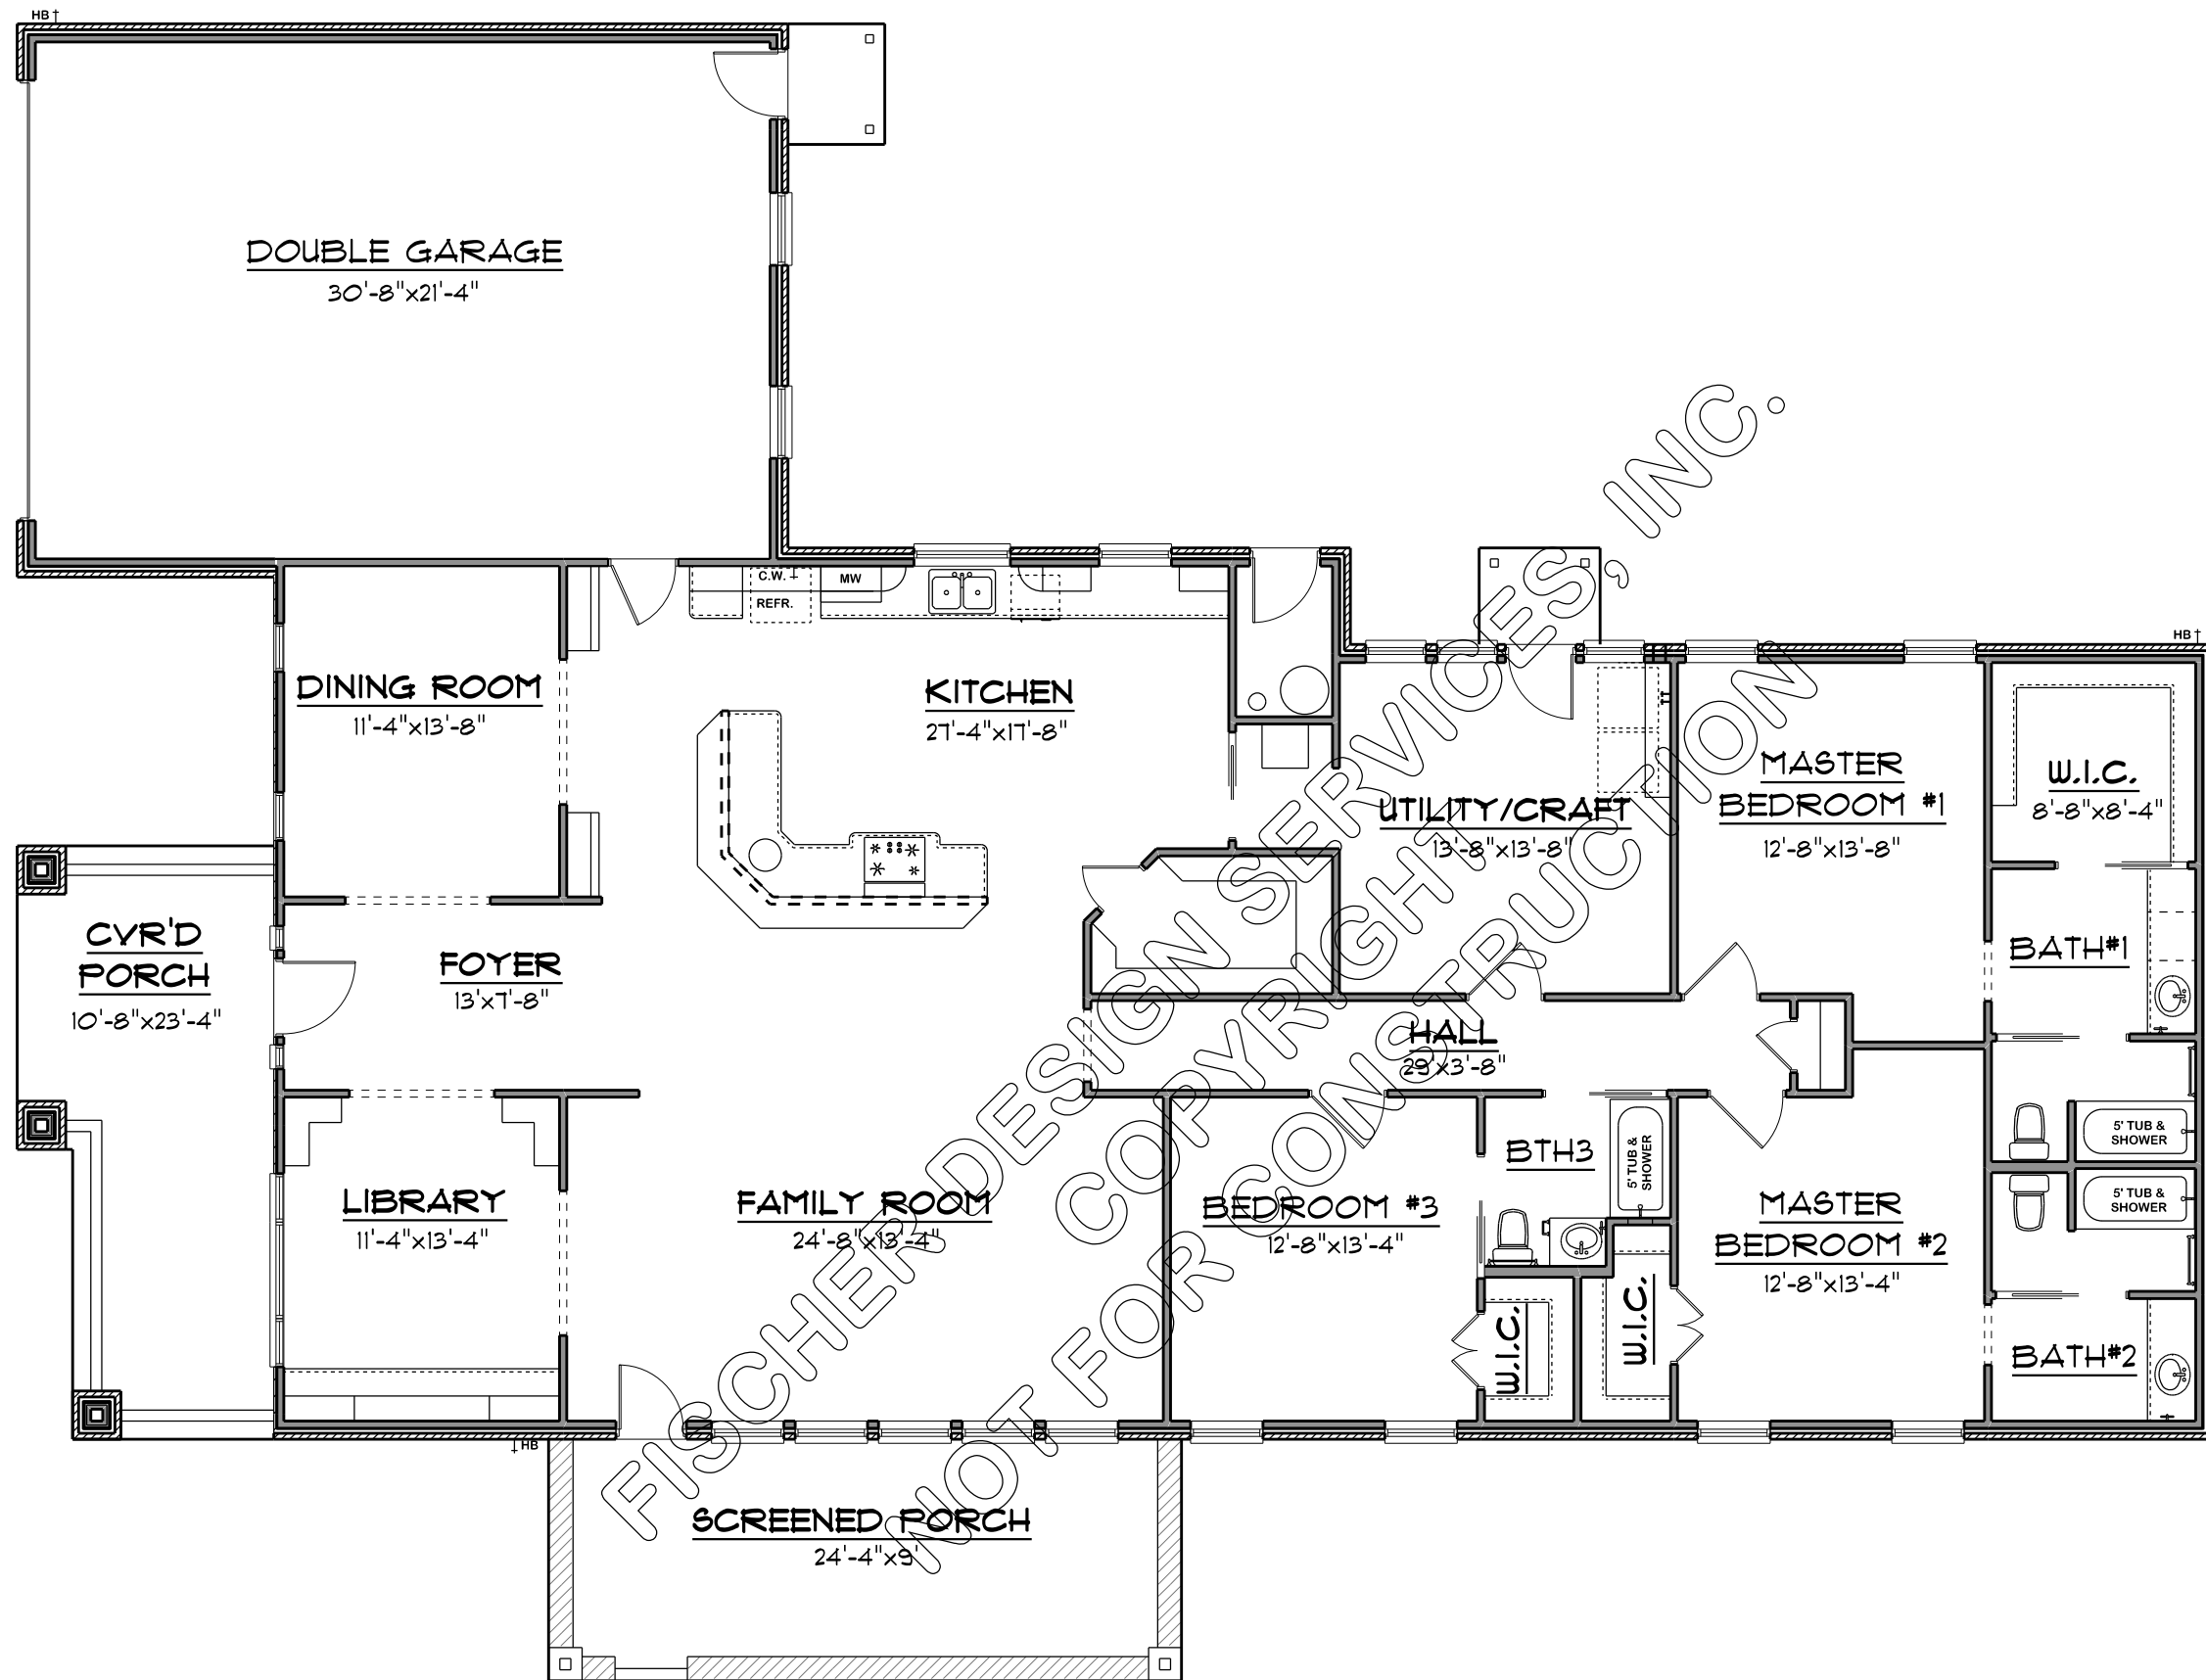 HB
DOUBLE GARAGE
30'-8"x21'-4"
C.W.
MW
REFR.
HB
DINING ROOM
11'-4"x13'-8"
KITCHEN
27'-4"x17'-8"
MASTER
BEDROOM #1
12'-8"x13'-8"
W.I.C.
8'-8"x8'-4"
UTILITY/CRAFT
13'-8"x13'-8"
CVR'D
PORCH
10'-8"x23'-4"
FOYER
13'x7'-8"
BATH#1
HALL
29'x3'-8"
5' TUB &
SHOWER
BTH3
5' TUB &
SHOWER
LIBRARY
11'-4"x13'-4"
FAMILY ROOM
24'-8"x13'-4"
BEDROOM #3
12'-8"x13'-4"
MASTER
BEDROOM #2
12'-8"x13'-4"
5' TUB &
SHOWER
W.I.C.
W.I.C.
BATH#2
HB
SCREENED PORCH
24'-4"x9'
FISCHER DESIGN SERVICES, INC.
COPYRIGHT
NOT FOR CONSTRUCTION